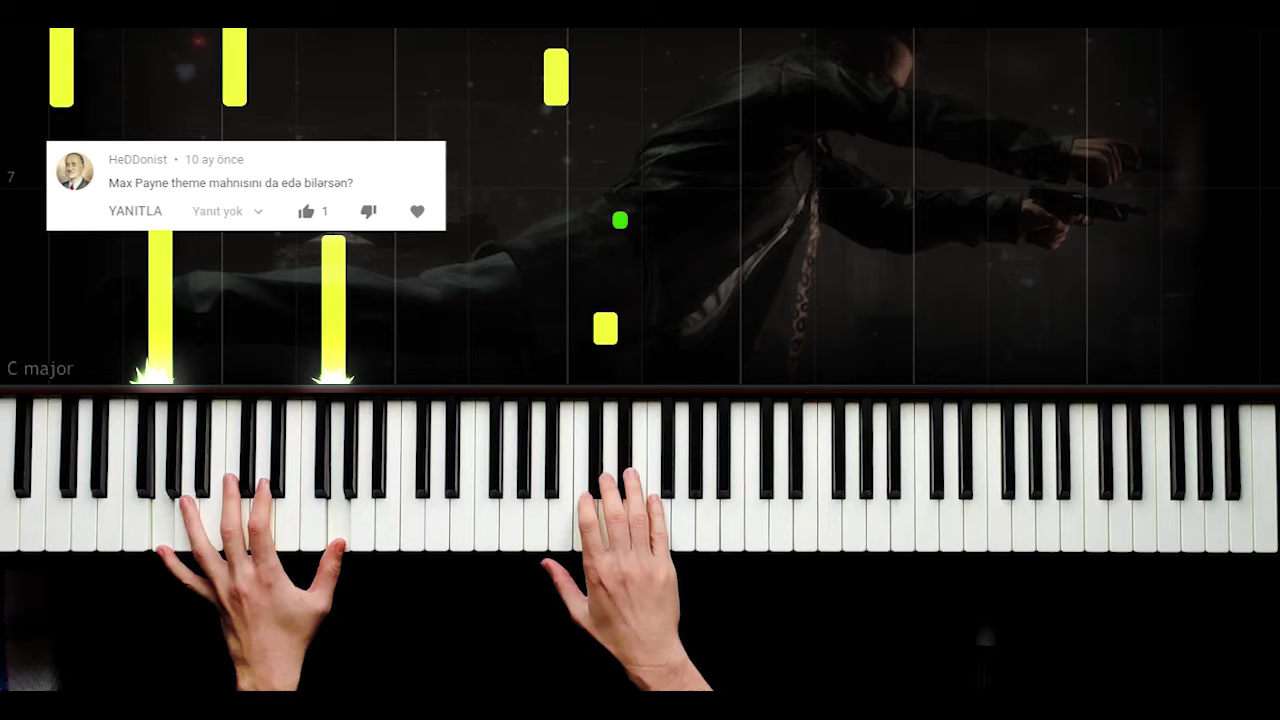 HeDDonist • 10 ay önce
7
Max Payne theme mahnısını da edə bilərsən?
YANITLA Yanıt yok 1
C major